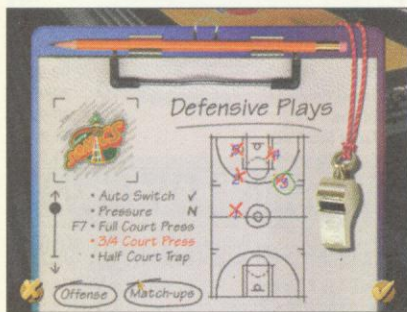 Defensive Plays
SONICS
• Auto Switch √
• Pressure N
F7 • Full Court Press
• 3/4 Court Press
• Half Court Trap
Offense Match-ups